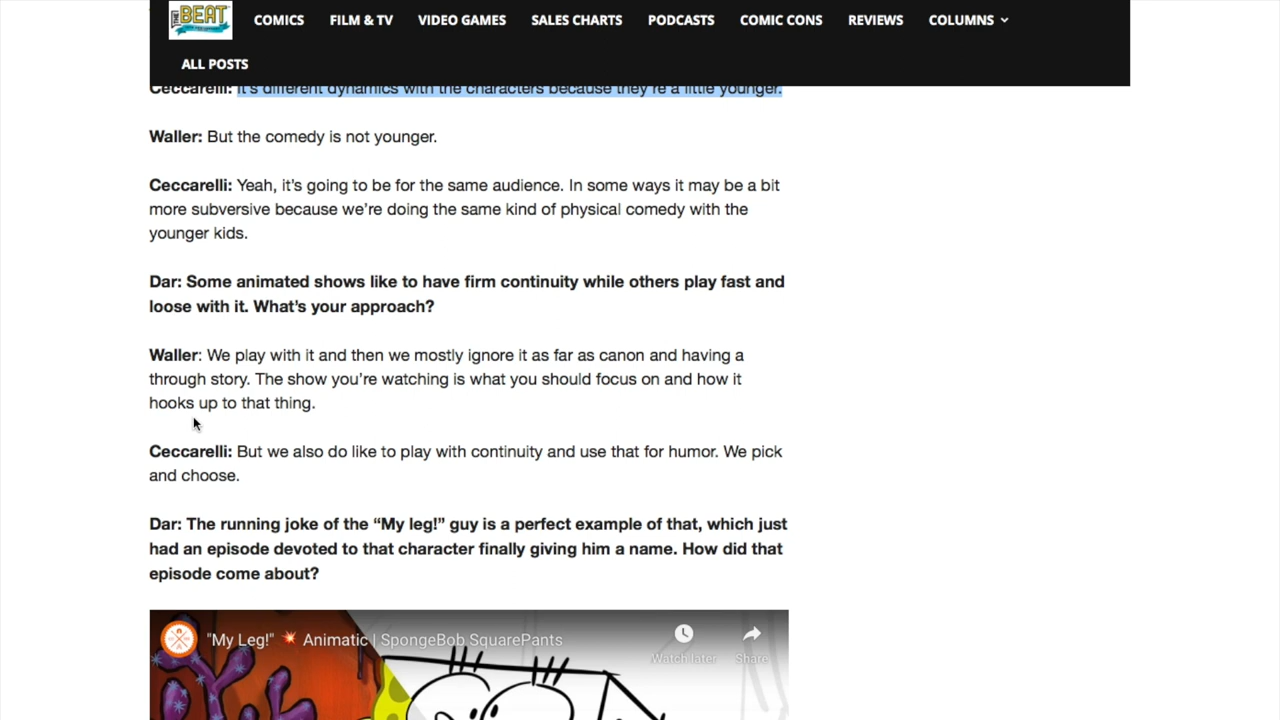 THE BEAT COMICS FILM & TV VIDEO GAMES SALES CHARTS PODCASTS COMIC CONS REVIEWS COLUMNS
ALL POSTS
Ceccarelli: It’s different dynamics with the characters because they’re a little younger.
Waller: But the comedy is not younger.
Ceccarelli: Yeah, it’s going to be for the same audience. In some ways it may be a bit
more subversive because we’re doing the same kind of physical comedy with the
younger kids.
Dar: Some animated shows like to have firm continuity while others play fast and
loose with it. What’s your approach?
Waller: We play with it and then we mostly ignore it as far as canon and having a
through story. The show you’re watching is what you should focus on and how it
hooks up to that thing.
Ceccarelli: But we also do like to play with continuity and use that for humor. We pick
and choose.
Dar: The running joke of the “My leg!” guy is a perfect example of that, which just
had an episode devoted to that character finally giving him a name. How did that
episode come about?
"My Leg!" 💥 Animatic | SpongeBob SquarePants
Watch later Share